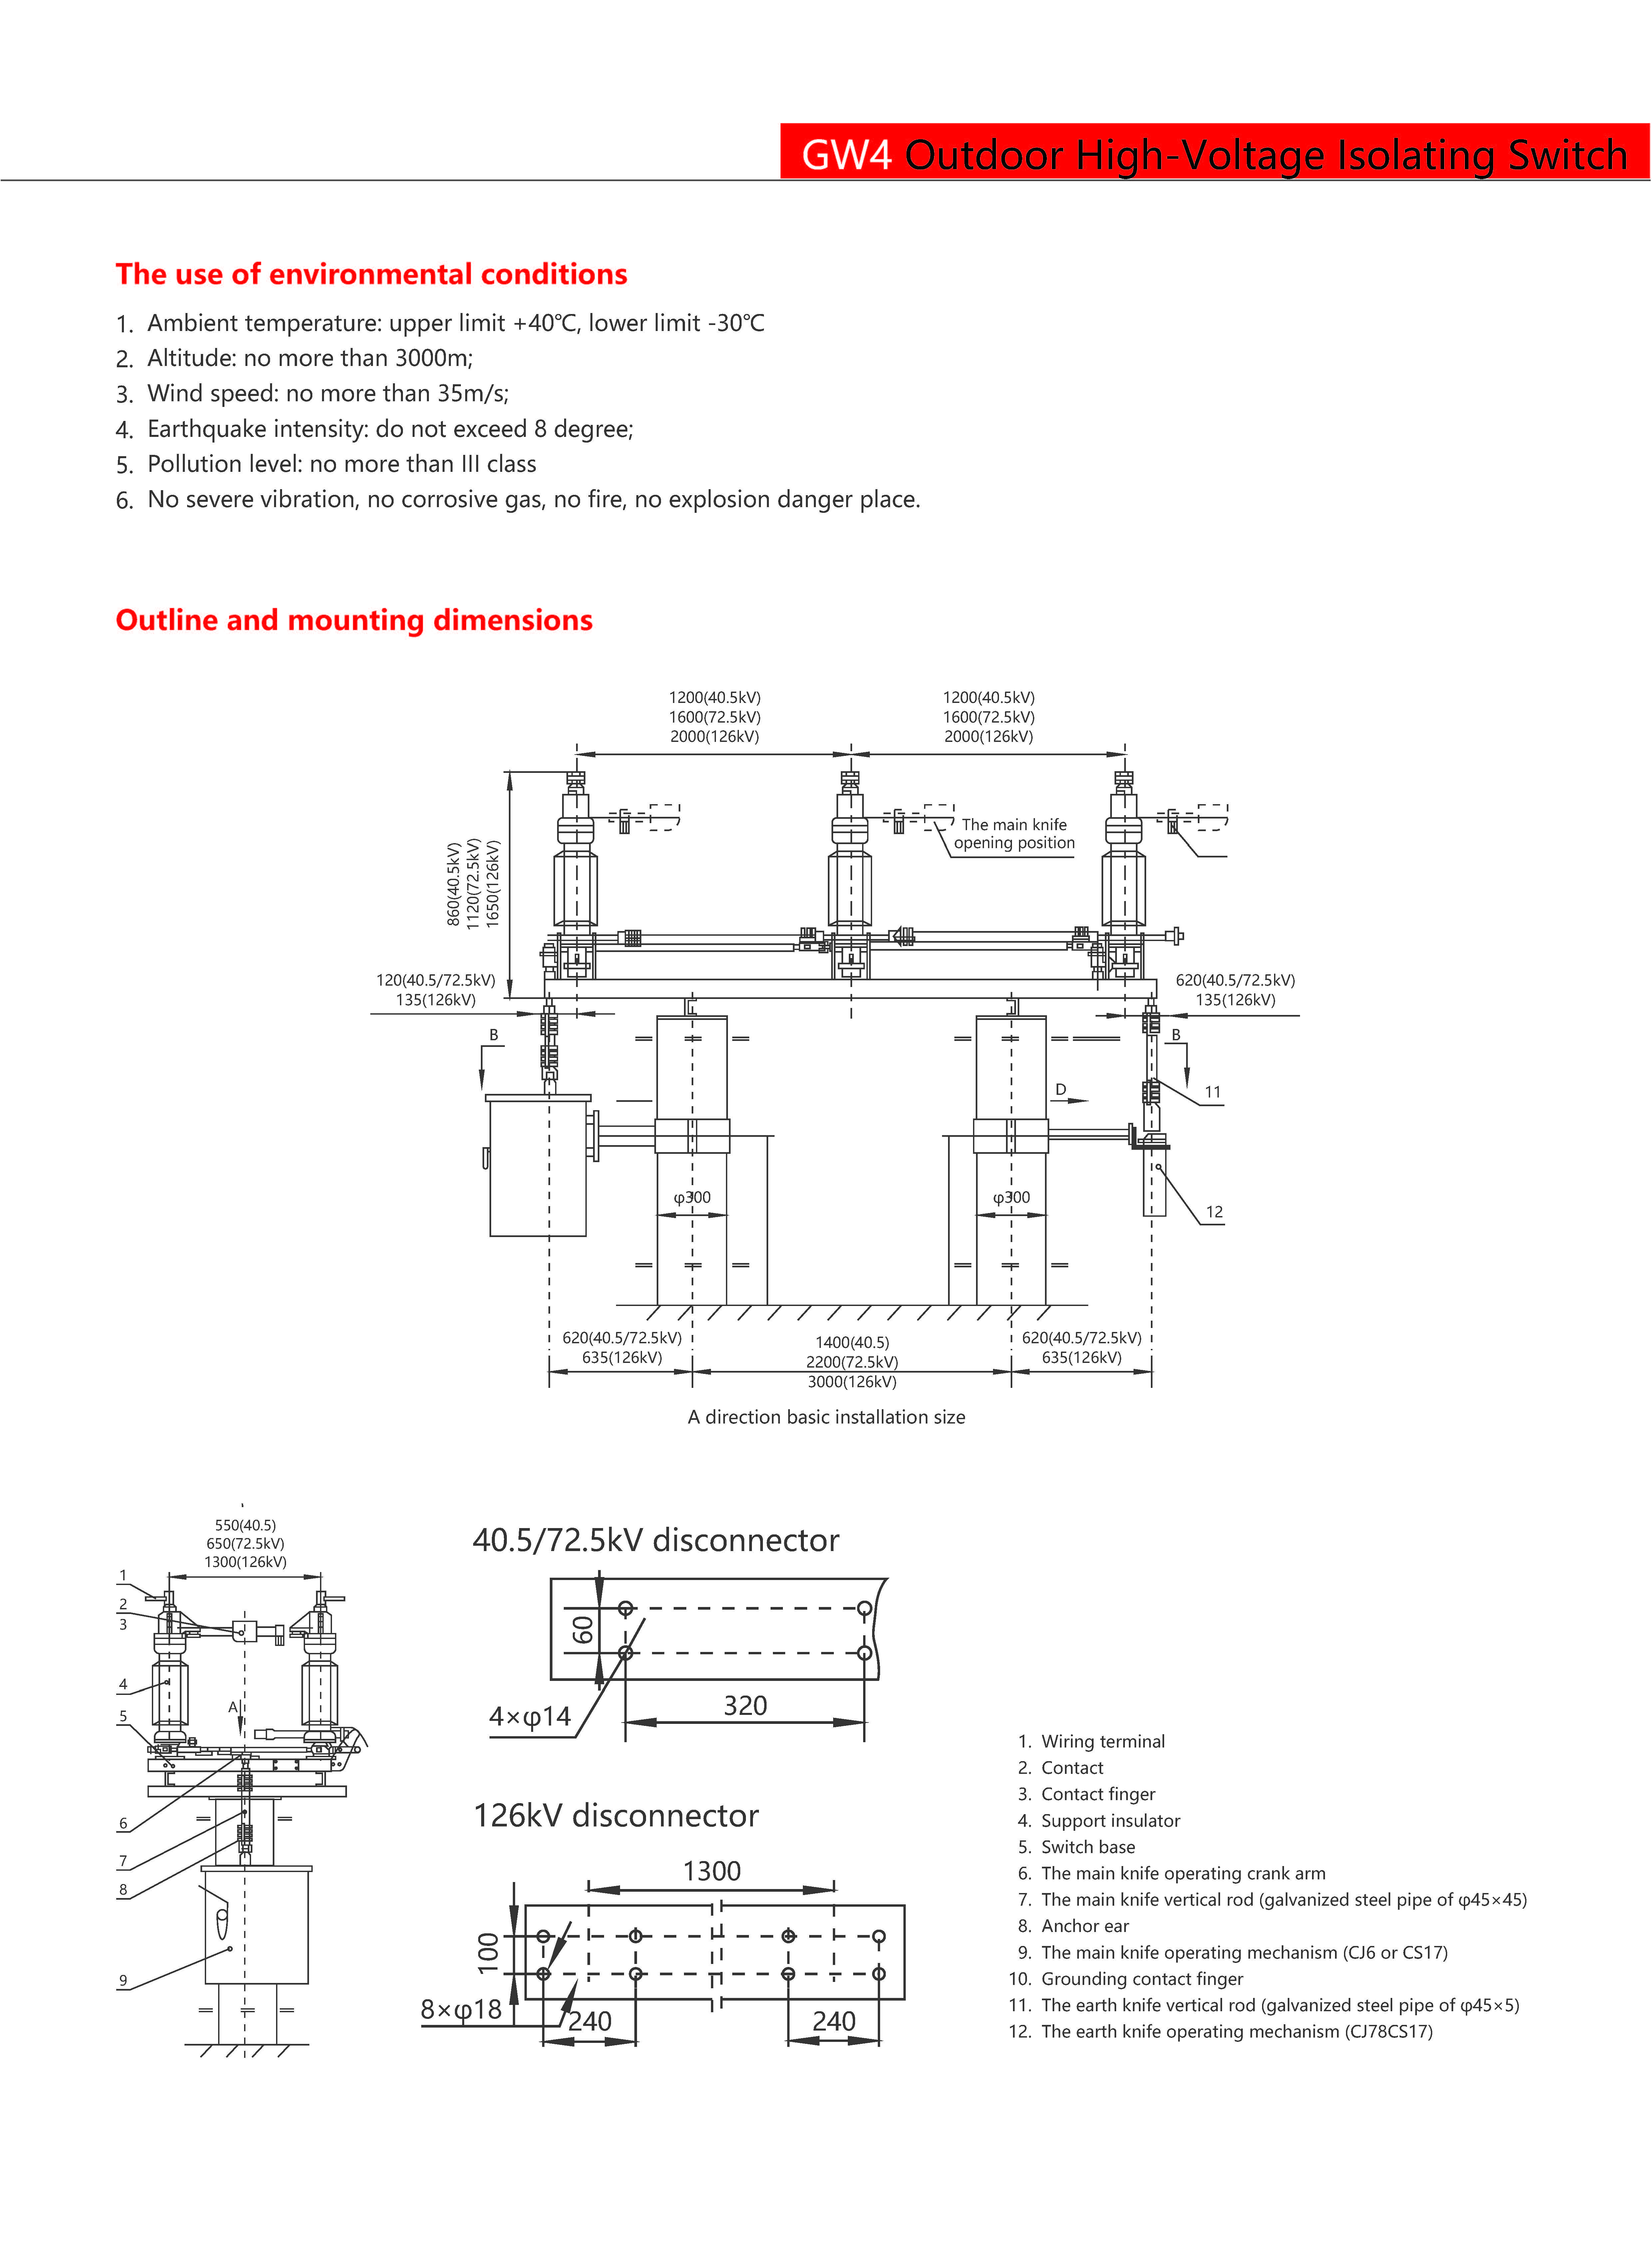 GW4 Outdoor High-Voltage Isolating Switch
The use of environmental conditions
1. Ambient temperature: upper limit +40℃, lower limit -30℃
2. Altitude: no more than 3000m;
3. Wind speed: no more than 35m/s;
4. Earthquake intensity: do not exceed 8 degree;
5. Pollution level: no more than III class
6. No severe vibration, no corrosive gas, no fire, no explosion danger place.
Outline and mounting dimensions
1200(40.5kV)
1600(72.5kV)
2000(126kV)
1200(40.5kV)
1600(72.5kV)
2000(126kV)
The main knife
opening position
860(40.5kV)
1120(72.5kV)
1650(126kV)
120(40.5/72.5kV)
135(126kV)
620(40.5/72.5kV)
135(126kV)
B
B
D
11
φ300
φ300
12
620(40.5/72.5kV)
635(126kV)
1400(40.5)
2200(72.5kV)
3000(126kV)
620(40.5/72.5kV)
635(126kV)
A direction basic installation size
550(40.5)
650(72.5kV)
1300(126kV)
1
2
3
4
5
A
6
7
8
9
40.5/72.5kV disconnector
60
4×φ14
320
126kV disconnector
1300
100
8×φ18
240
240
1. Wiring terminal
2. Contact
3. Contact finger
4. Support insulator
5. Switch base
6. The main knife operating crank arm
7. The main knife vertical rod (galvanized steel pipe of φ45×45)
8. Anchor ear
9. The main knife operating mechanism (CJ6 or CS17)
10. Grounding contact finger
11. The earth knife vertical rod (galvanized steel pipe of φ45×5)
12. The earth knife operating mechanism (CJ78CS17)